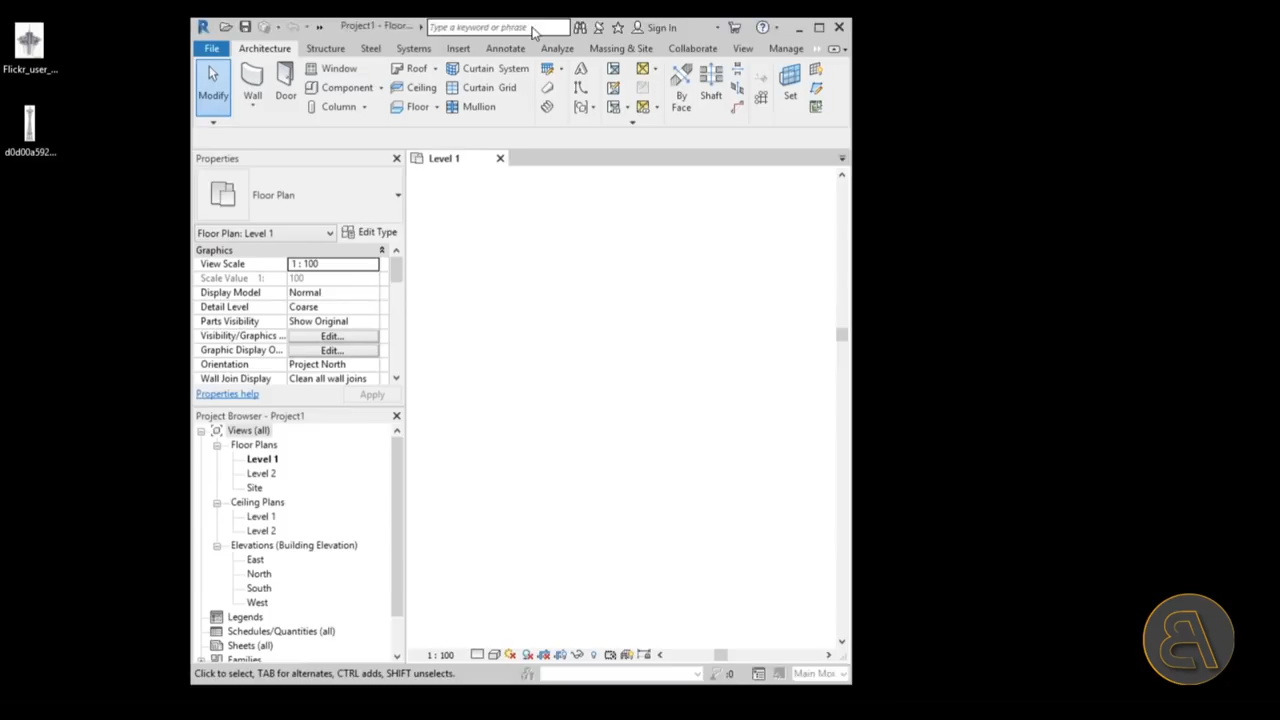 Flickr_user_...
d0d00a592...
Project1 - Floor...
Type a keyword or phrase
Sign In
File
Architecture
Structure
Steel
Systems
Insert
Annotate
Analyze
Massing & Site
Collaborate
View
Manage
Modify
Wall
Door
Window
Component
Column
Roof
Ceiling
Floor
Curtain System
Curtain Grid
Mullion
By
Face
Shaft
Set
Properties
Level 1
Floor Plan
Floor Plan: Level 1
Edit Type
Graphics
View Scale
1 : 100
Scale Value 1:
100
Display Model
Normal
Detail Level
Coarse
Parts Visibility
Show Original
Visibility/Graphics ...
Edit...
Graphic Display O...
Edit...
Orientation
Project North
Wall Join Display
Clean all wall joins
Properties help
Apply
Project Browser - Project1
Views (all)
Floor Plans
Level 1
Level 2
Site
Ceiling Plans
Level 1
Level 2
Elevations (Building Elevation)
East
North
South
West
Legends
Schedules/Quantities (all)
Sheets (all)
Families
1 : 100
Click to select, TAB for alternates, CTRL adds, SHIFT unselects.
:0
Main Mo